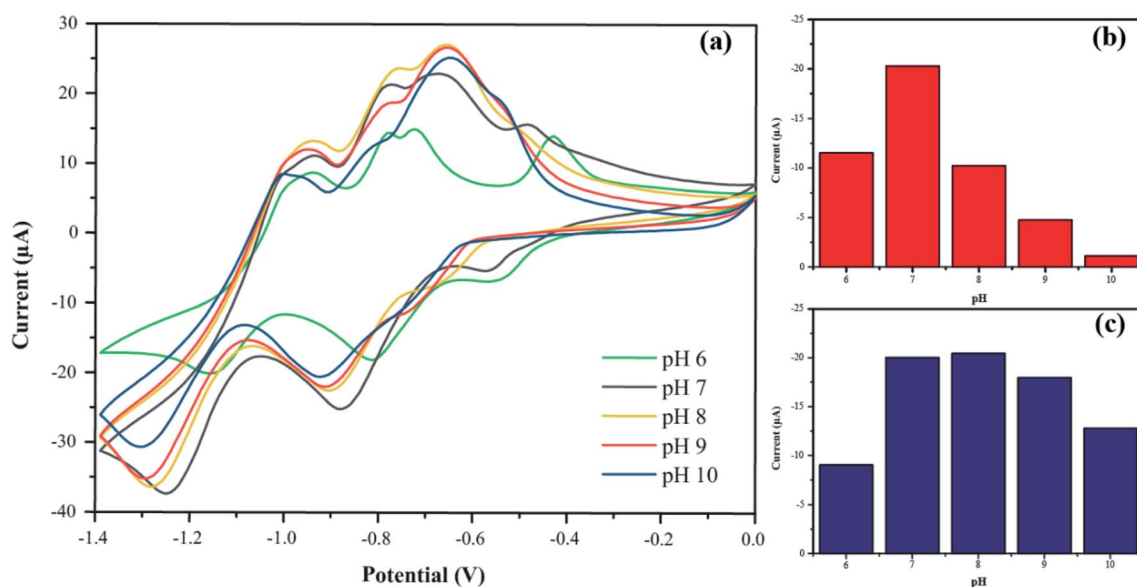 (a)
Current (µA)
30
20
10
0
-10
-20
-30
-40
-1.4 -1.2 -1.0 -0.8 -0.6 -0.4 -0.2 0.0
Potential (V)
pH 6
pH 7
pH 8
pH 9
pH 10
(b)
Current (µA)
-25
-20
-15
-10
-5
0
6 7 8 9 10
pH
(c)
Current (µA)
-25
-20
-15
-10
-5
0
6 7 8 9 10
pH